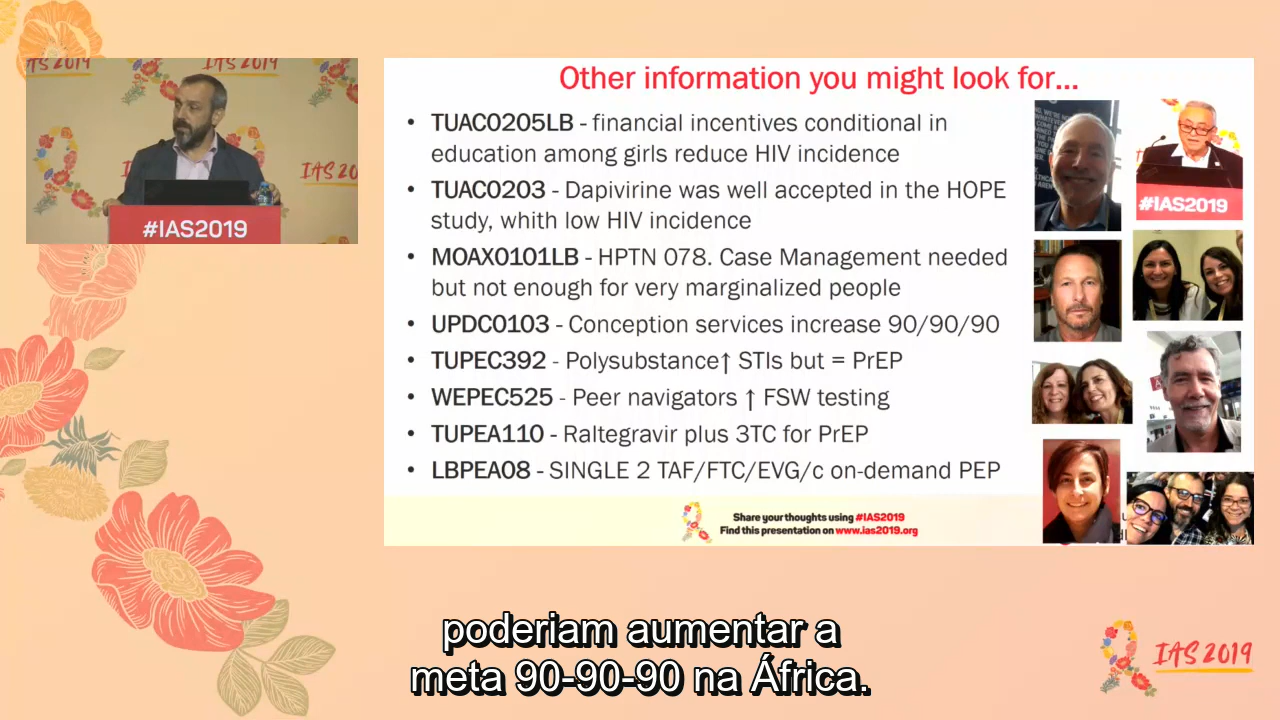 IAS 2019
IAS 2019
IAS 2019
#IAS2019
Other information you might look for...
• TUAC0205LB - financial incentives conditional in
education among girls reduce HIV incidence
• TUAC0203 - Dapivirine was well accepted in the HOPE
study, whith low HIV incidence
• MOAX0101LB - HPTN 078. Case Management needed
but not enough for very marginalized people
• UPDC0103 - Conception services increase 90/90/90
• TUPEC392 - Polysubstance↑ STIs but = PrEP
• WEPEC525 - Peer navigators ↑ FSW testing
• TUPEA110 - Raltegravir plus 3TC for PrEP
• LBPEA08 - SINGLE 2 TAF/FTC/EVG/c on-demand PEP
#IAS2019
Share your thoughts using #IAS2019
Find this presentation on www.ias2019.org
poderiam aumentar a
meta 90-90-90 na África.
IAS 2019